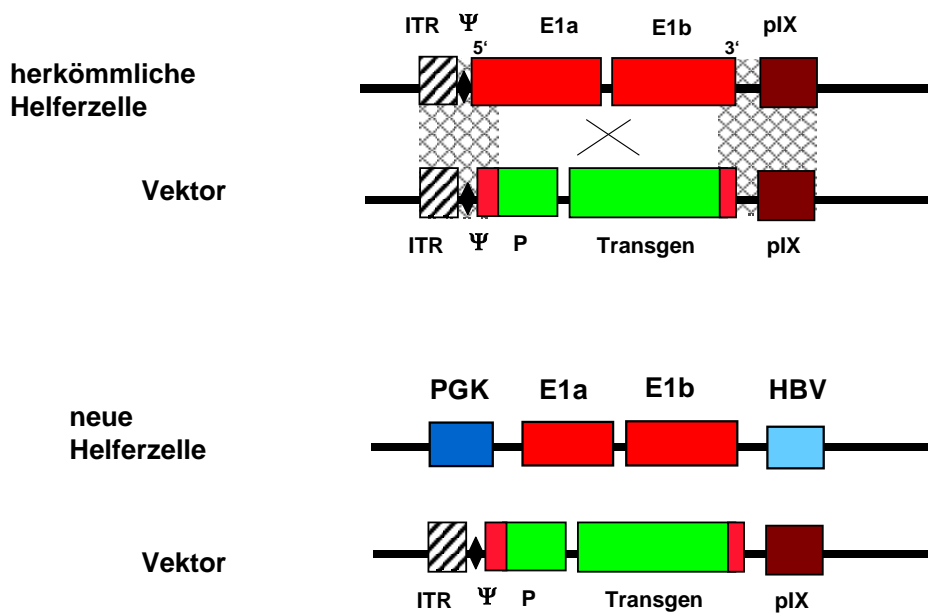 ITR Ψ E1a E1b pIX
5‘ 3‘
herkömmliche
Helferzelle
Vektor
ITR Ψ P Transgen pIX
PGK E1a E1b HBV
neue
Helferzelle
Vektor
ITR Ψ P Transgen pIX